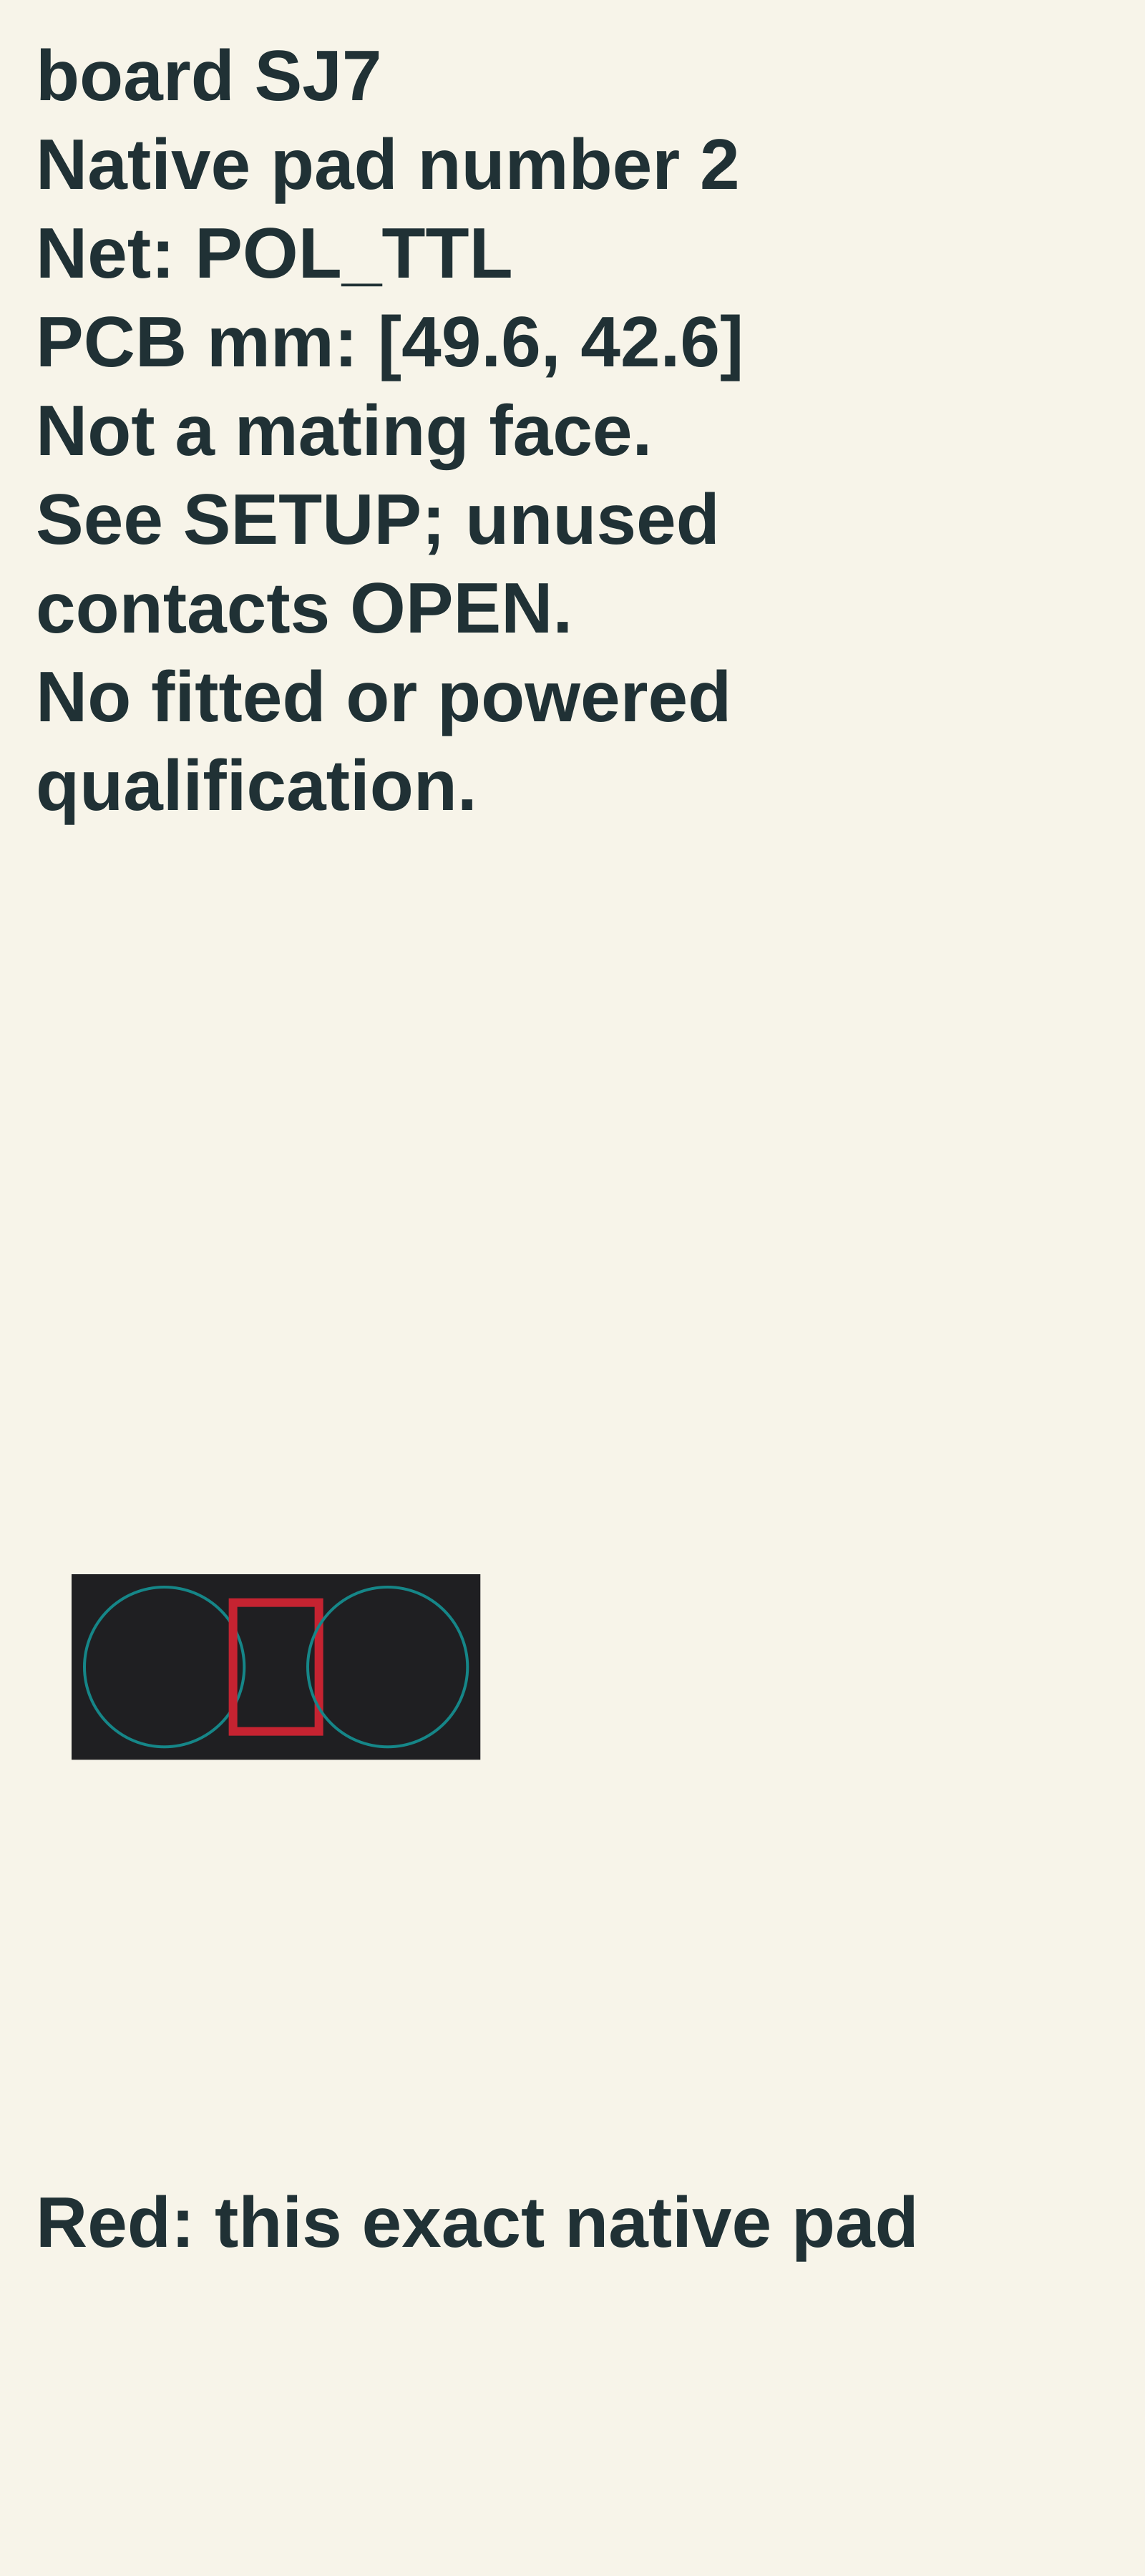 board SJ7
Native pad number 2
Net: POL_TTL
PCB mm: [49.6, 42.6]
Not a mating face.
See SETUP; unused
contacts OPEN.
No fitted or powered
qualification.
Red: this exact native pad